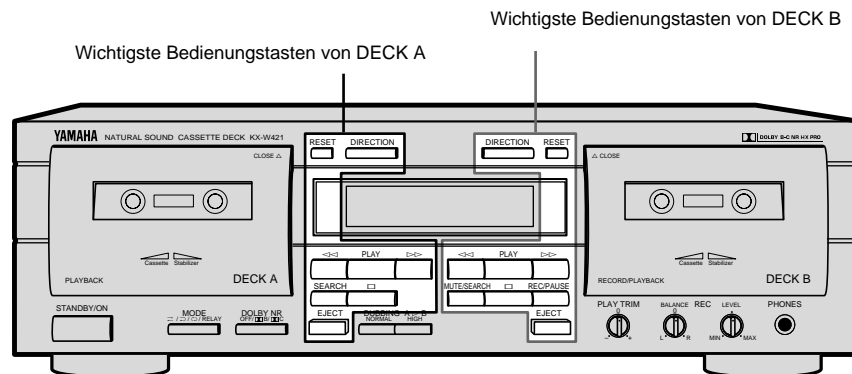 Wichtigste Bedienungstasten von DECK B
Wichtigste Bedienungstasten von DECK A
YAMAHA NATURAL SOUND CASSETTE DECK KX-W421
DOLBY B-C NR HX PRO
RESET DIRECTION
DIRECTION RESET
CLOSE △
△ CLOSE
◁◁ PLAY ▷▷
◁◁ PLAY ▷▷
Cassette Stabilizer
Cassette Stabilizer
PLAYBACK DECK A
RECORD/PLAYBACK DECK B
SEARCH □
MUTE/SEARCH □ REC/PAUSE
STANDBY/ON
MODE
⇄ / ⊃ / ⊂⊃ / RELAY
DOLBY NR
OFF/ B/ C
EJECT
DUBBING A ▷ B
NORMAL HIGH
EJECT
PLAY TRIM
0
– +
BALANCE REC LEVEL
0
L R
MIN MAX
PHONES